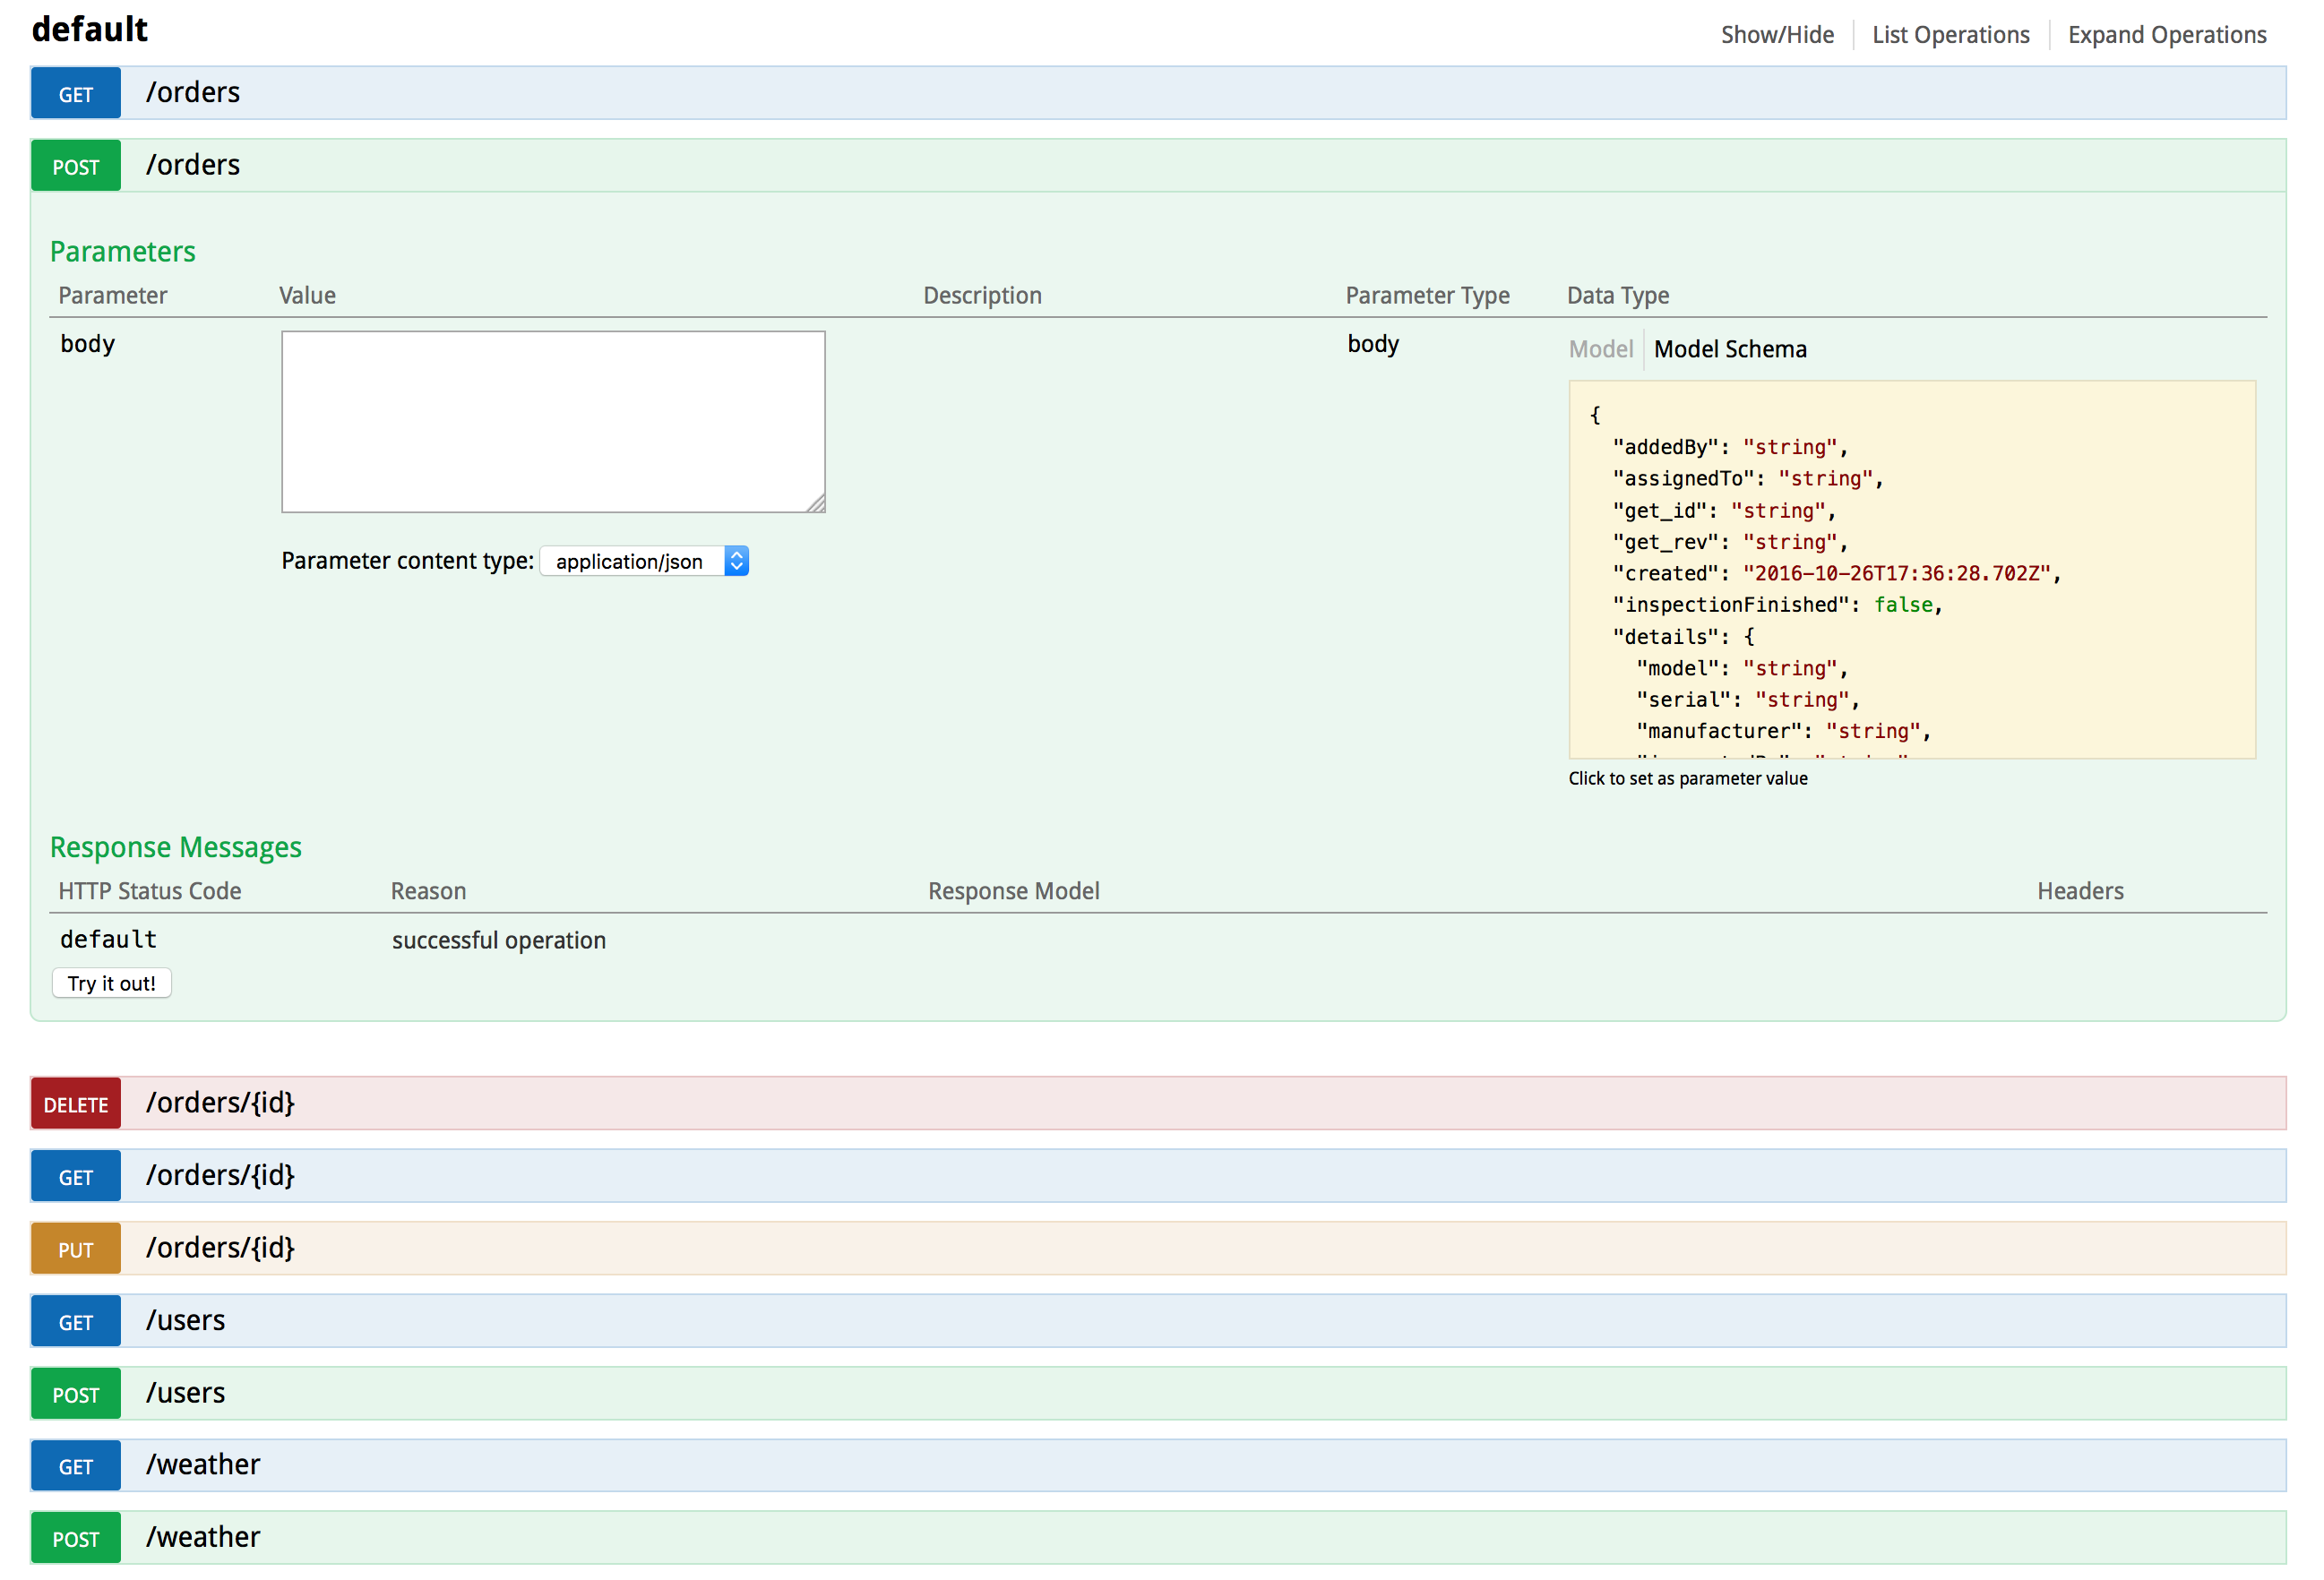 default
Show/Hide List Operations Expand Operations
GET /orders
POST /orders
Parameters
Parameter Value Description Parameter Type Data Type
body body Model Model Schema
{
"addedBy": "string",
"assignedTo": "string",
"get_id": "string",
"get_rev": "string",
"created": "2016-10-26T17:36:28.702Z",
"inspectionFinished": false,
"details": {
"model": "string",
"serial": "string",
"manufacturer": "string",
Parameter content type: application/json
Click to set as parameter value
Response Messages
HTTP Status Code Reason Response Model Headers
default successful operation
Try it out!
DELETE /orders/{id}
GET /orders/{id}
PUT /orders/{id}
GET /users
POST /users
GET /weather
POST /weather